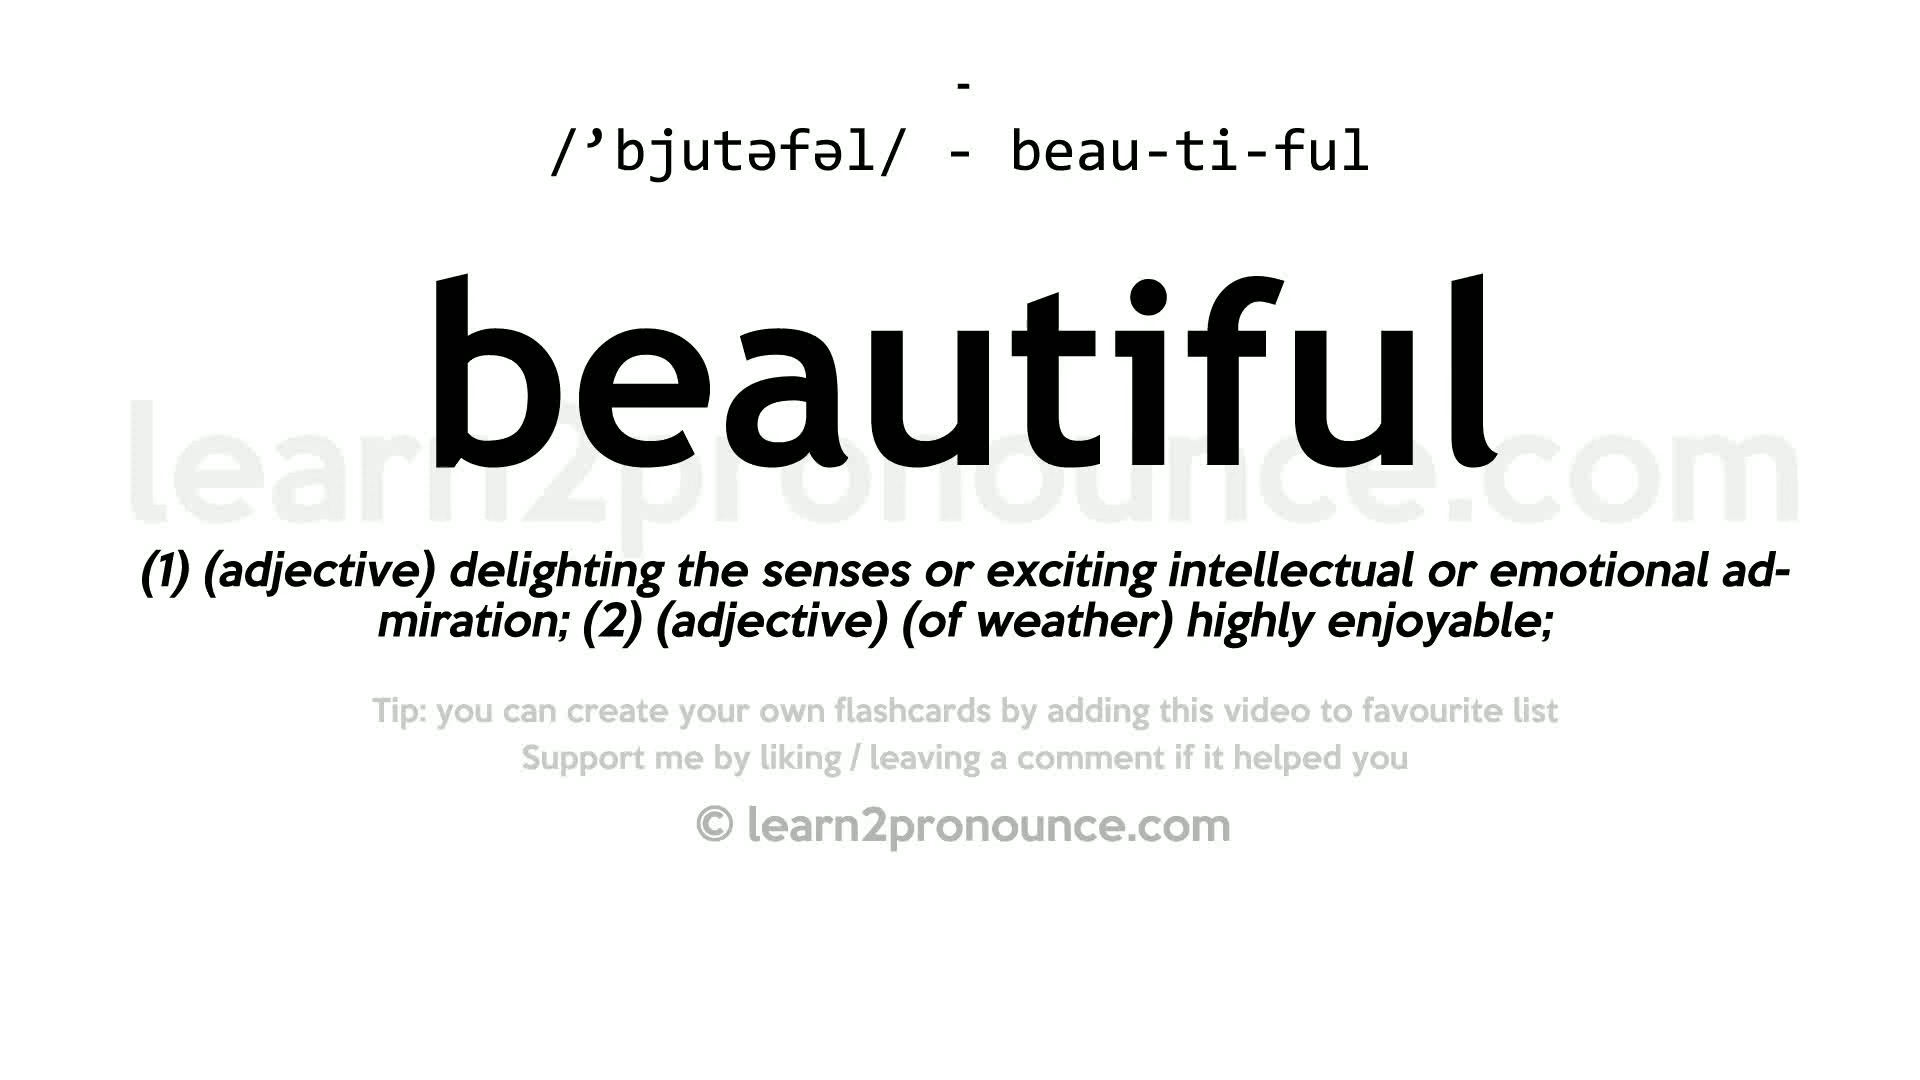 -
/’bjutəfəl/ - beau-ti-ful
beautiful
learn2pronounce.com
(1) (adjective) delighting the senses or exciting intellectual or emotional ad-
miration; (2) (adjective) (of weather) highly enjoyable;
Tip: you can create your own flashcards by adding this video to favourite list
Support me by liking / leaving a comment if it helped you
© learn2pronounce.com